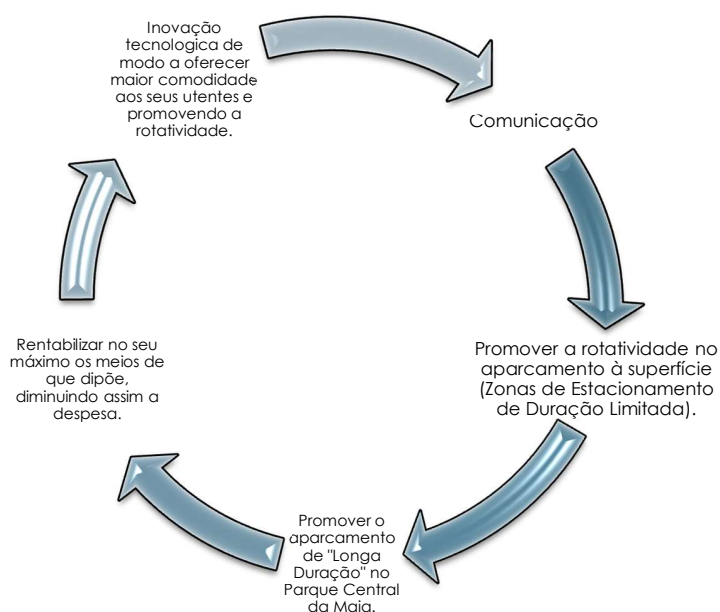 Inovação
tecnologica de
modo a oferecer
maior comodidade
aos seus utentes e
promovendo a
rotatividade.
Comunicação
Promover a rotatividade no
aparcamento à superfície
(Zonas de Estacionamento
de Duração Limitada).
Promover o
aparcamento
de "Longa
Duração" no
Parque Central
da Maia.
Rentabilizar no seu
máximo os meios de
que dipõe,
diminuindo assim a
despesa.